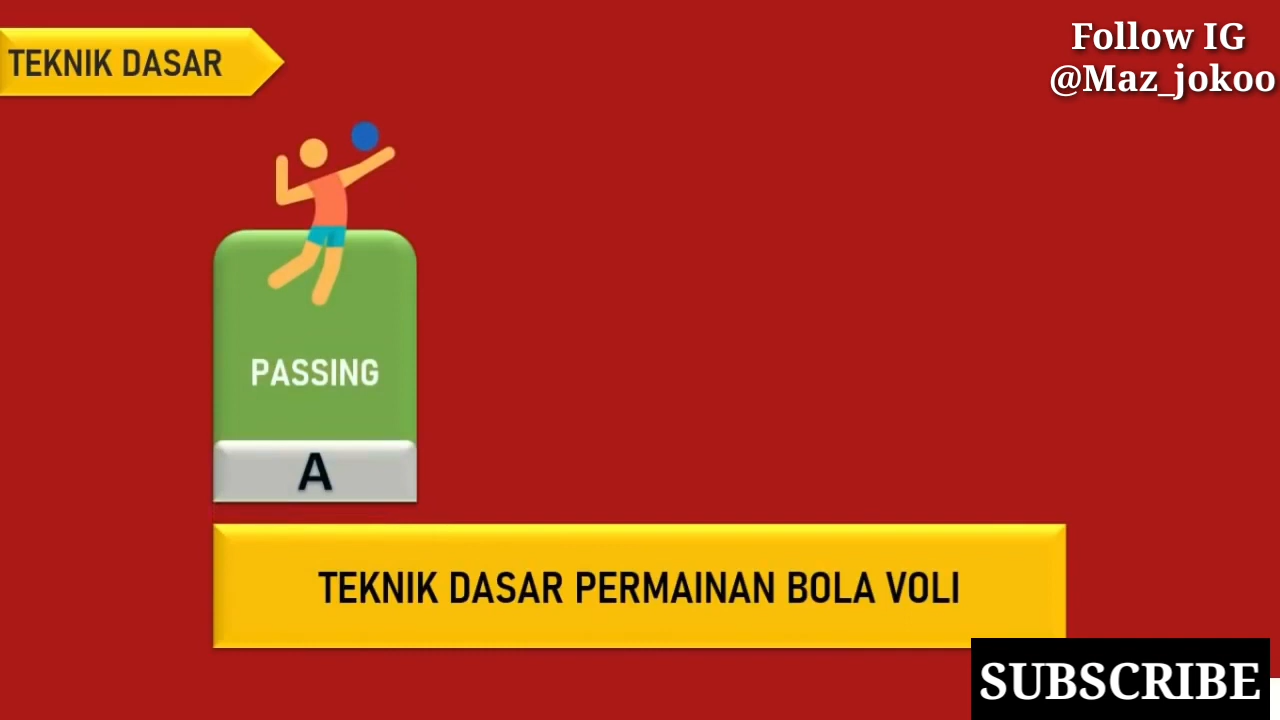 TEKNIK DASAR
Follow IG
@Maz_jokoo
PASSING
A
TEKNIK DASAR PERMAINAN BOLA VOLI
SUBSCRIBE